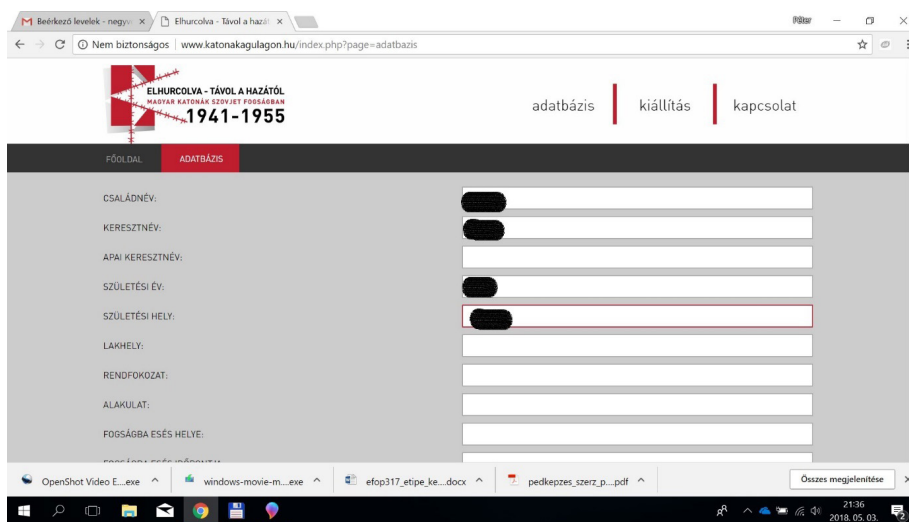 Beérkező levelek - negyv
Elhurcolva - Távol a hazát
Péter
Nem biztonságos
www.katonakagulagon.hu/index.php?page=adatbazis
ELHURCOLVA - TÁVOL A HAZÁTÓL
MAGYAR KATONÁK SZOVJET FOGSÁGBAN
1941-1955
adatbázis
kiállítás
kapcsolat
FŐOLDAL
ADATBÁZIS
CSALÁDNÉV:
KERESZTNÉV:
APAI KERESZTNÉV:
SZÜLETÉSI ÉV:
SZÜLETÉSI HELY:
LAKHELY:
RENDFOKOZAT:
ALAKULAT:
FOGSÁGBA ESÉS HELYE:
OpenShot Video E....exe
windows-movie-m....exe
efop317_etipe_ke....docx
pedkepzes_szerz_p....pdf
Összes megjelenítése
21:36
2018. 05. 03.
2